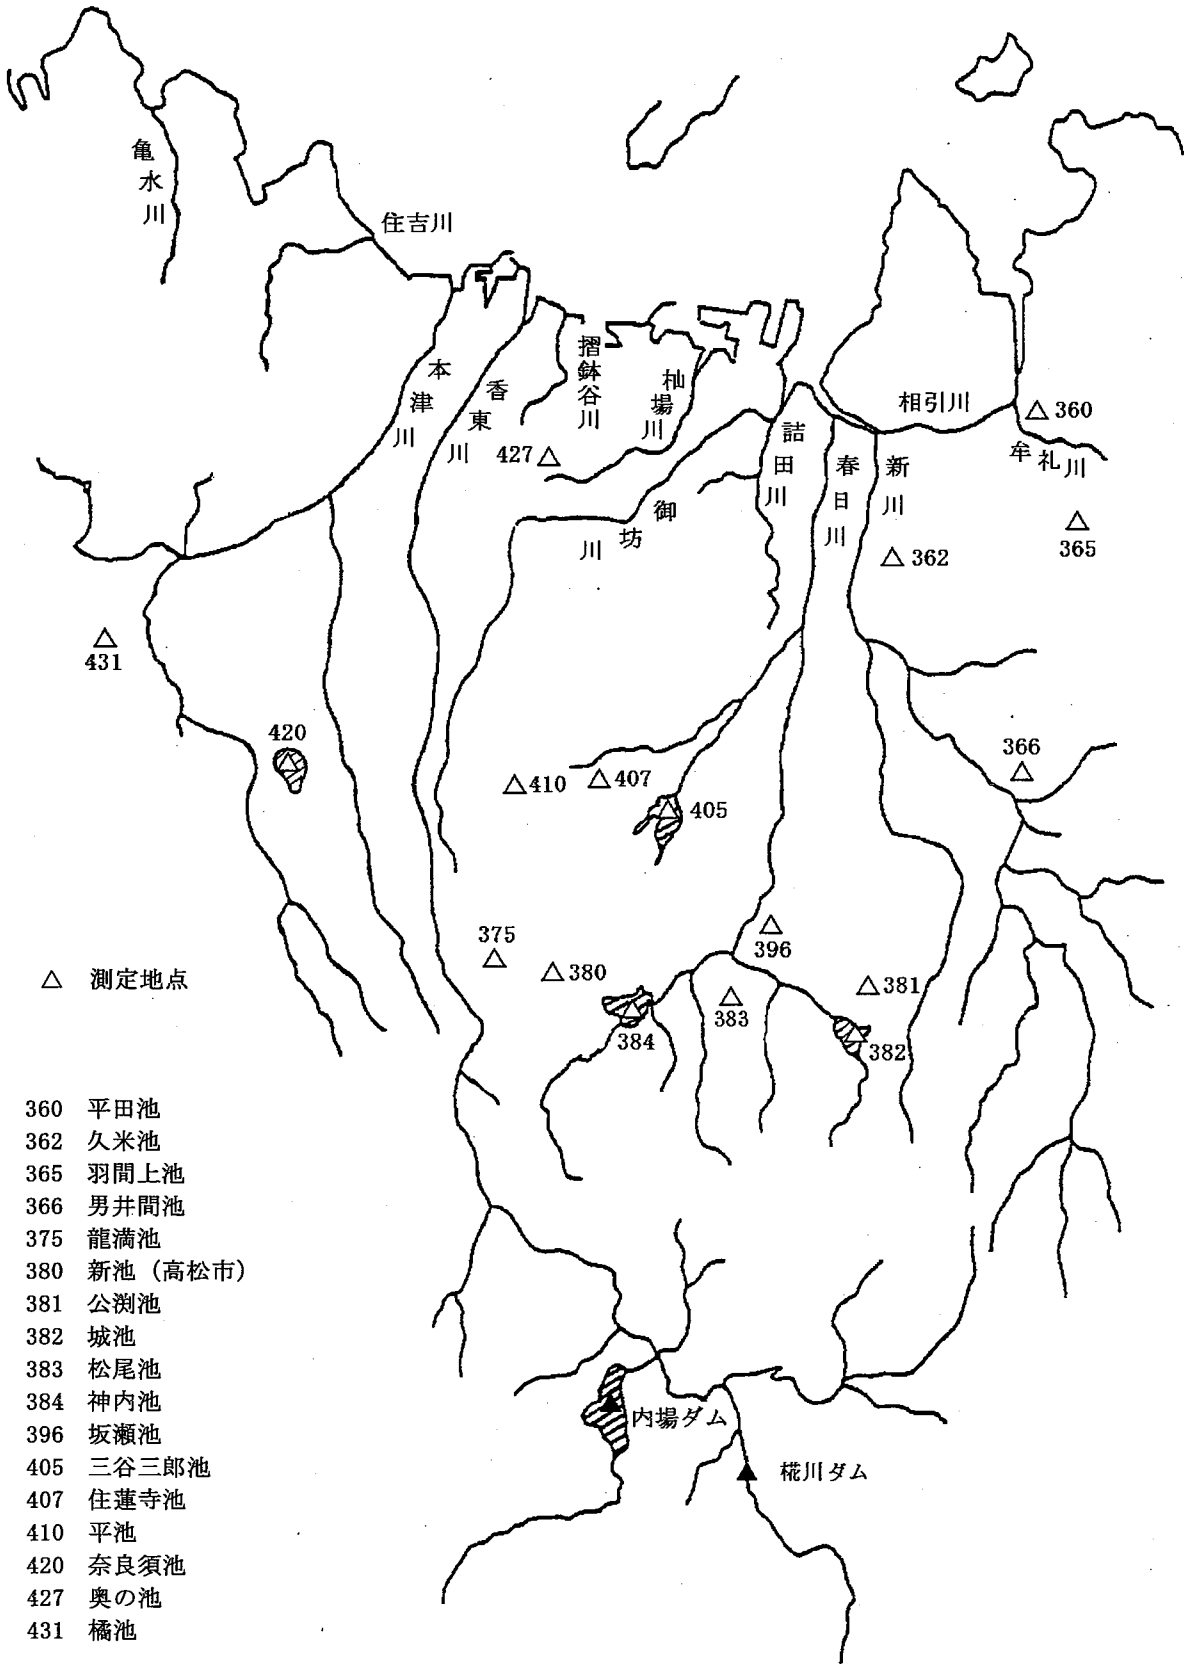 亀水川
住吉川
本津川
香東川
摺鉢谷川
杣場川
詰田川
春日川
新川
相引川
牟礼川
御坊川
360
427
362
365
431
420
366
410
407
405
375
380
396
381
383
384
382
△ 測定地点
360 平田池
362 久米池
365 羽間上池
366 男井間池
375 龍満池
380 新池（高松市）
381 公渕池
382 城池
383 松尾池
384 神内池
396 坂瀬池
405 三谷三郎池
407 住蓮寺池
410 平池
420 奈良須池
427 奥の池
431 橘池
内場ダム
椛川ダム